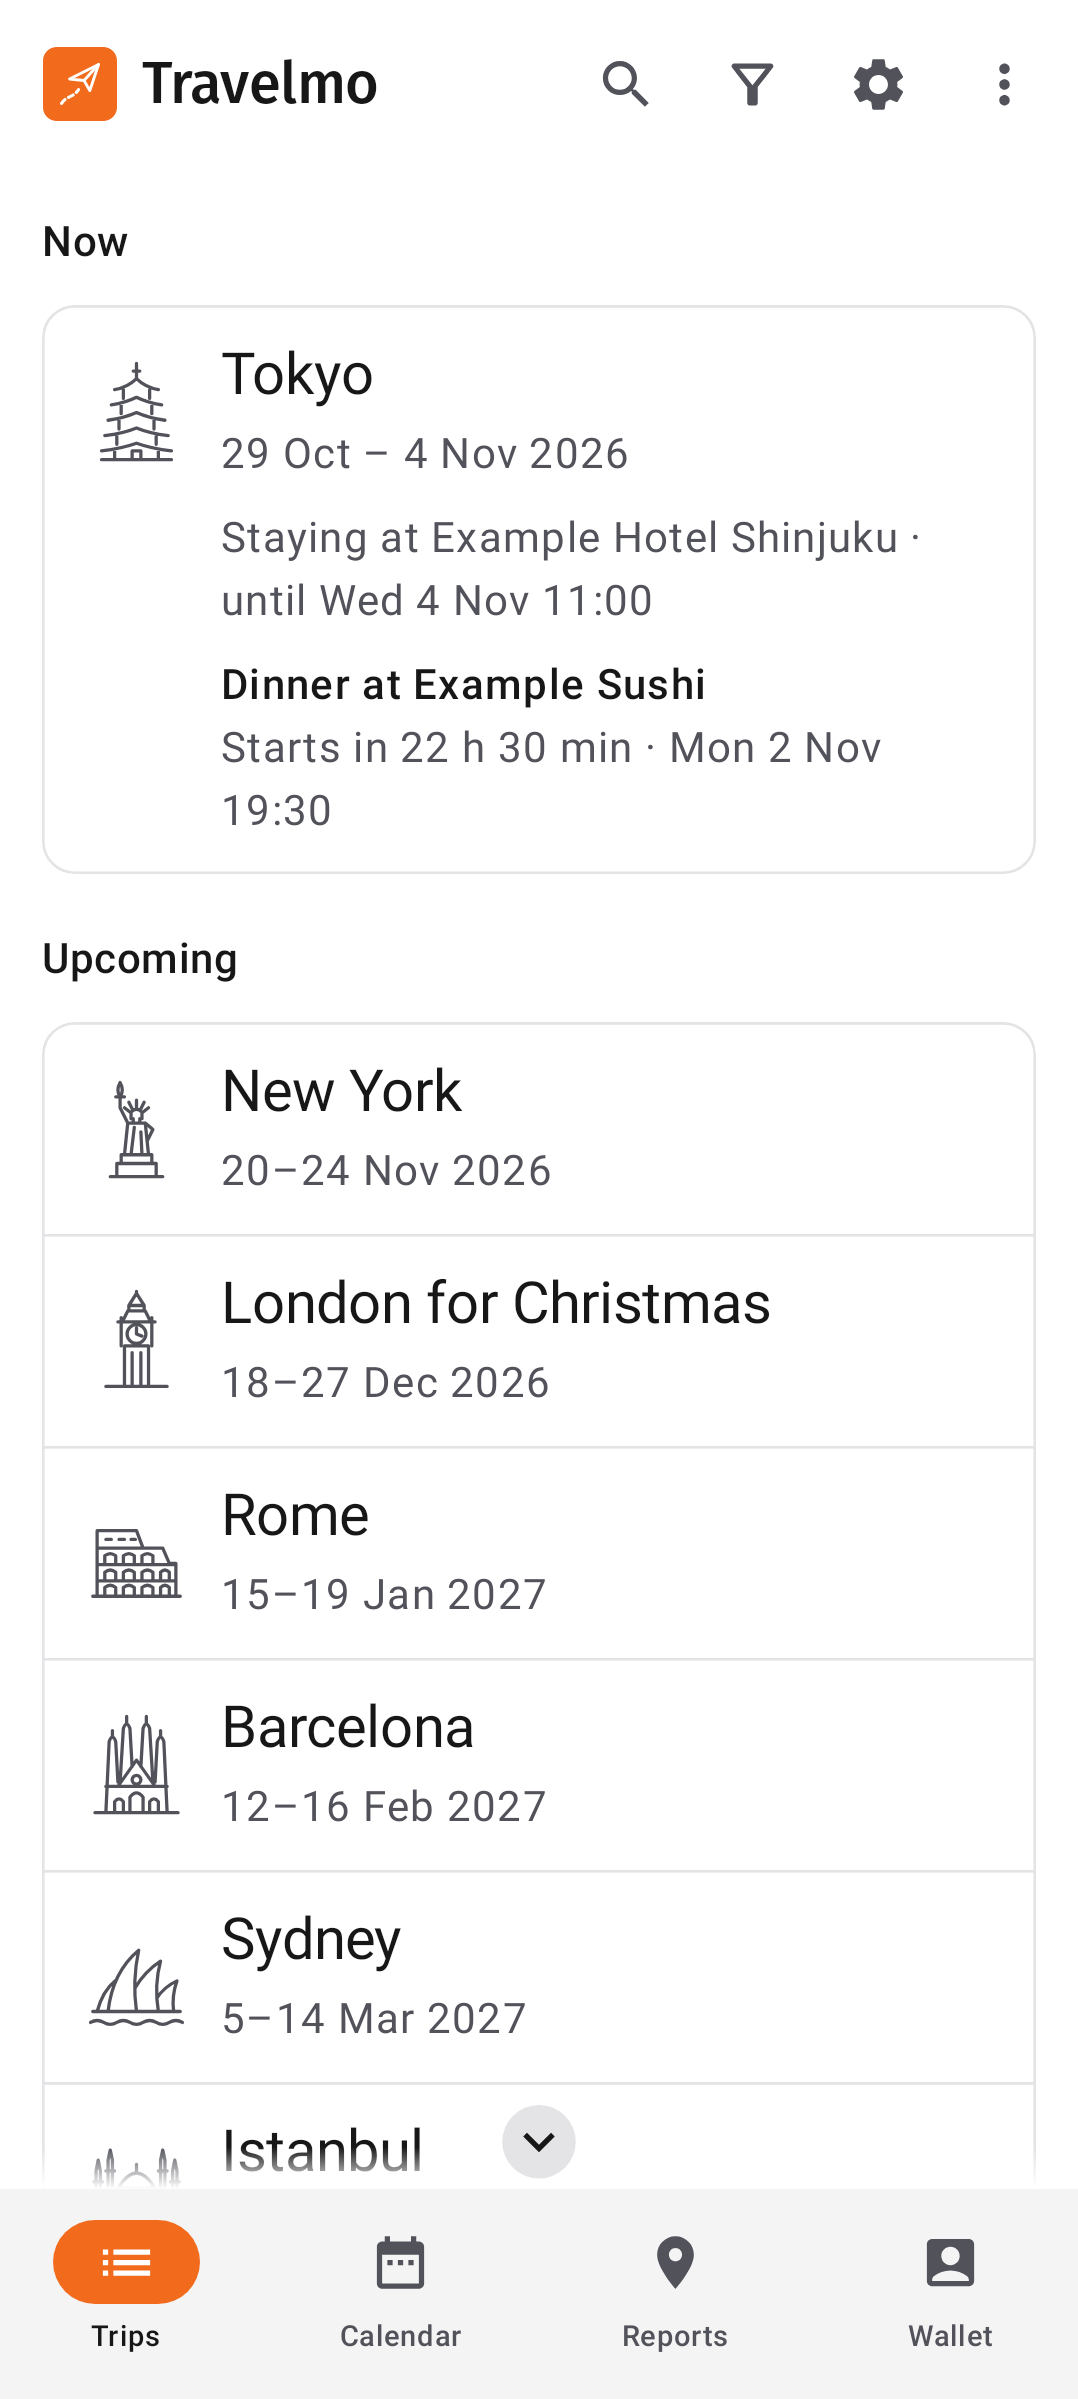 Travelmo
Now
Tokyo
29 Oct – 4 Nov 2026
Staying at Example Hotel Shinjuku ·
until Wed 4 Nov 11:00
Dinner at Example Sushi
Starts in 22 h 30 min · Mon 2 Nov
19:30
Upcoming
New York
20–24 Nov 2026
London for Christmas
18–27 Dec 2026
Rome
15–19 Jan 2027
Barcelona
12–16 Feb 2027
Sydney
5–14 Mar 2027
Istanbul
Trips
Calendar
Reports
Wallet